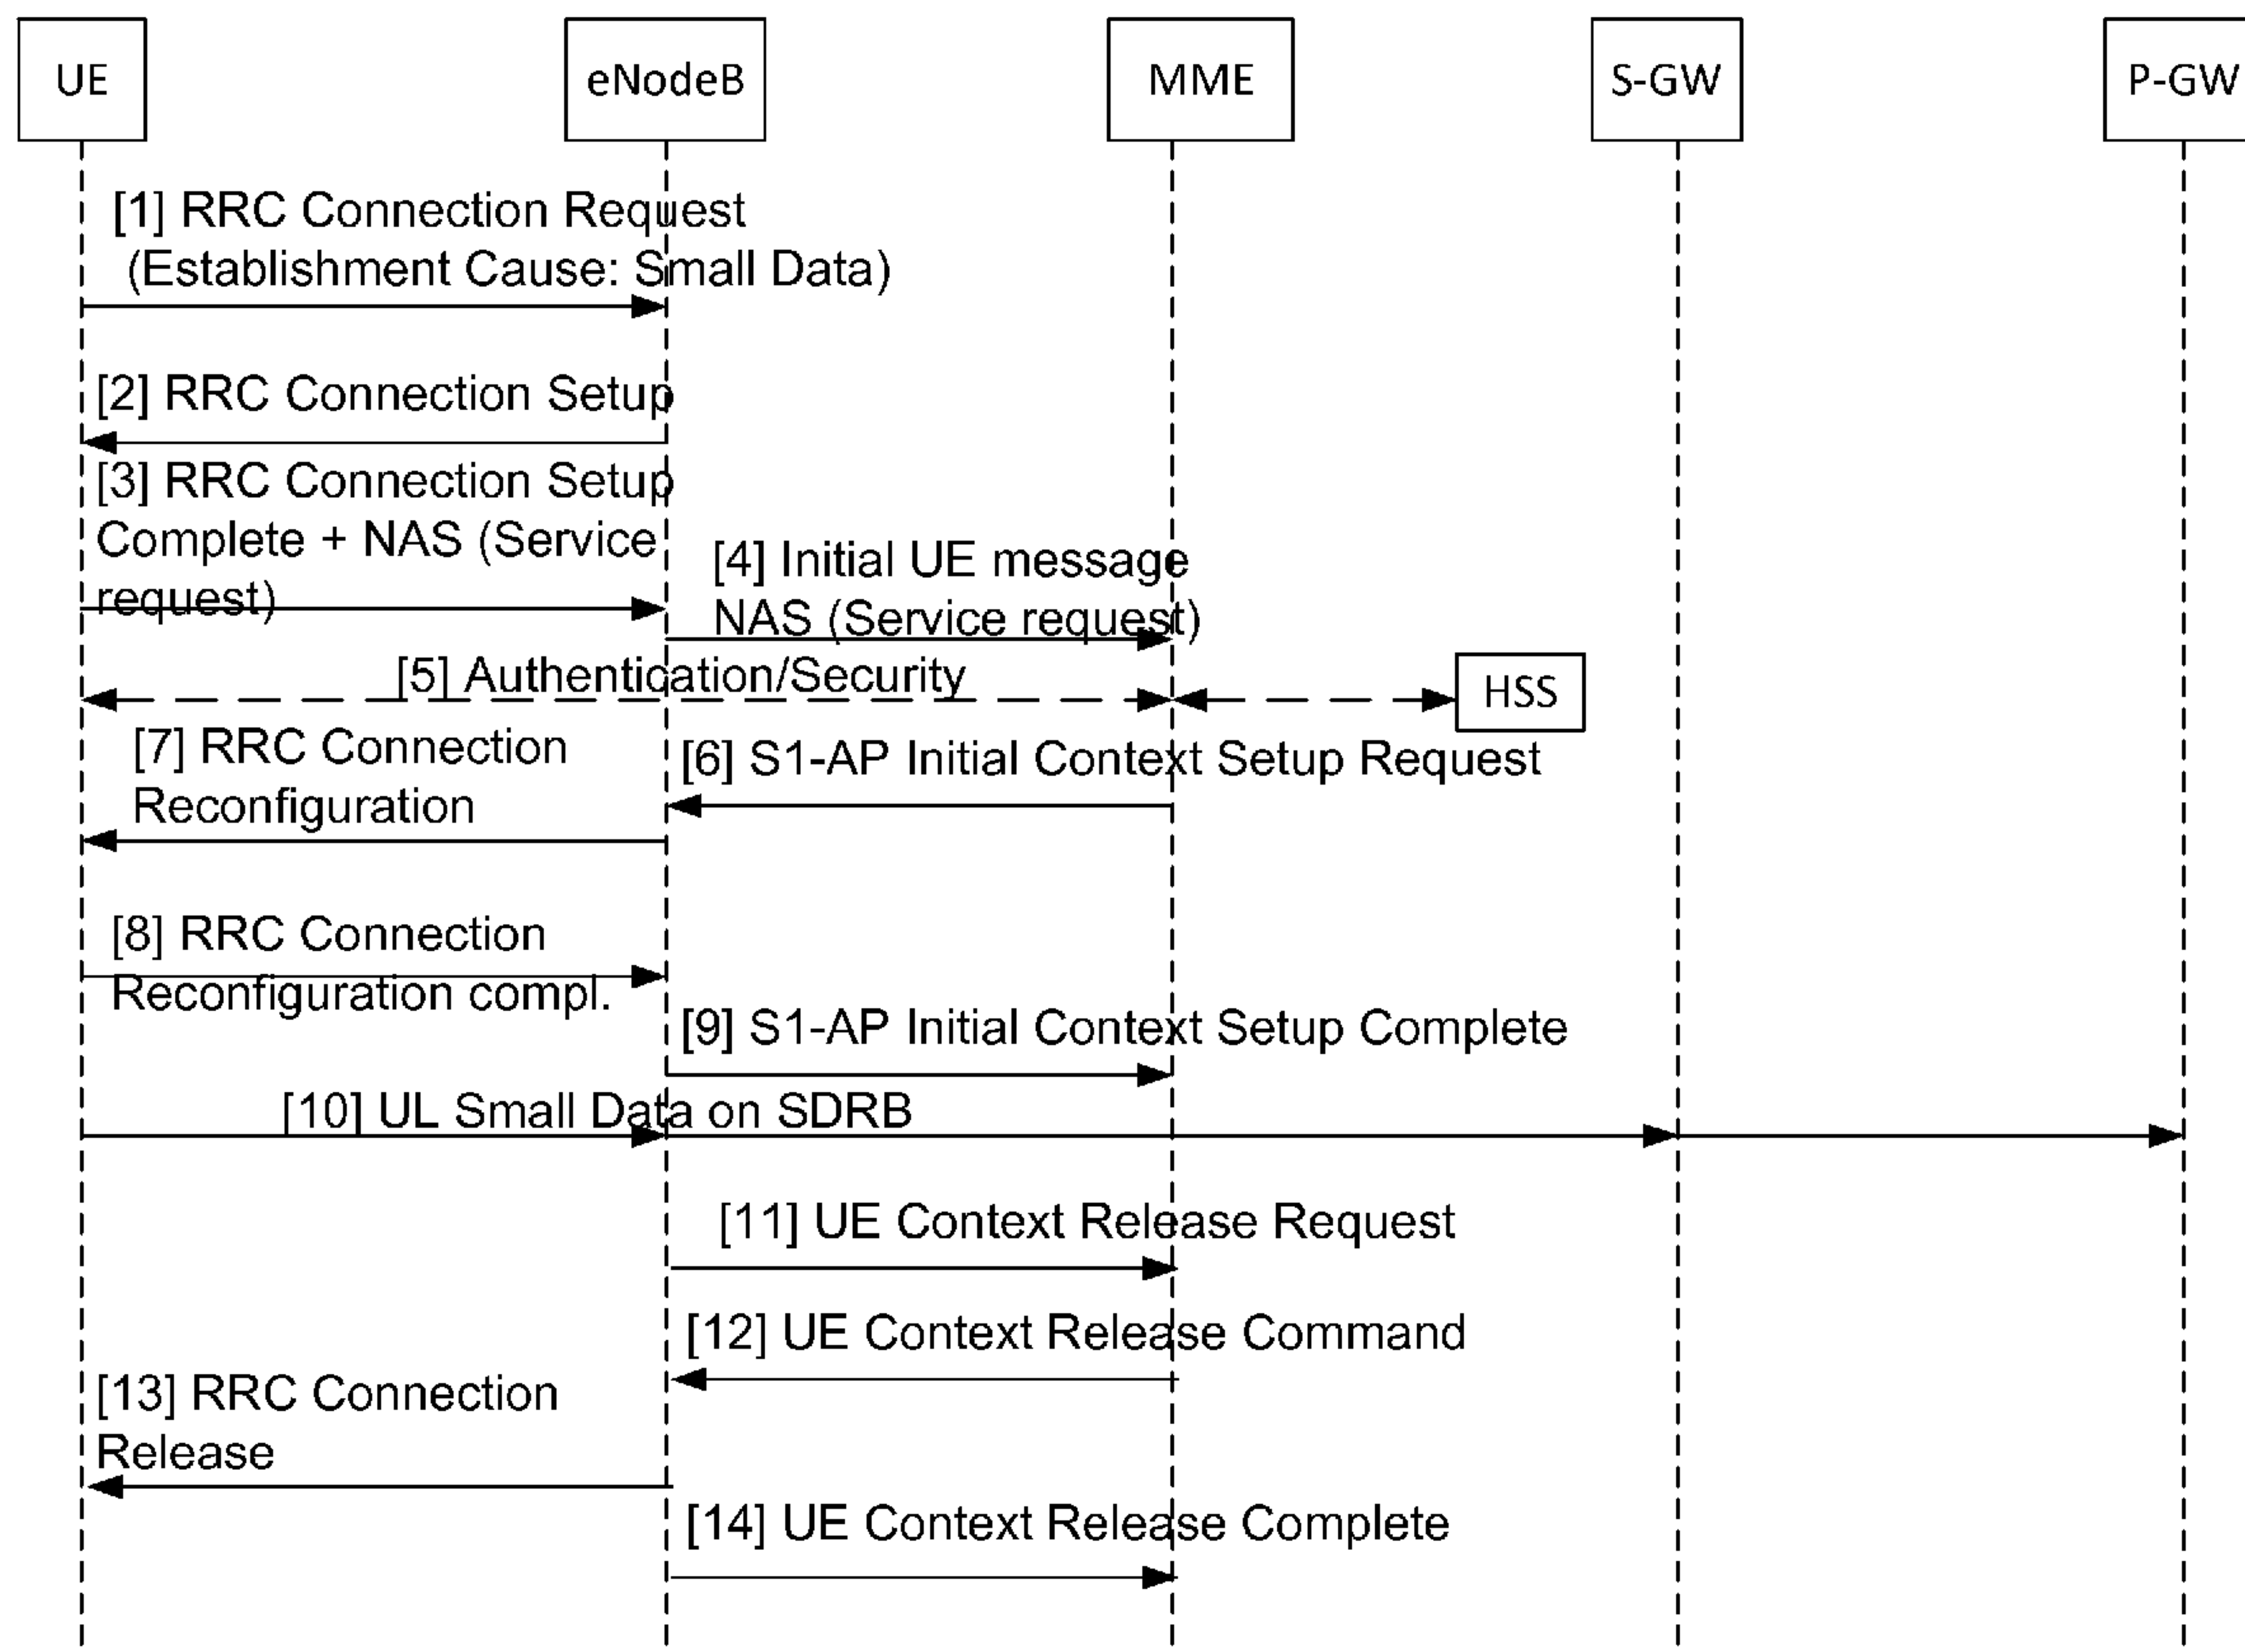 UE
eNodeB
MME
S-GW
P-GW
[1] RRC Connection Request
(Establishment Cause: Small Data)
[2] RRC Connection Setup
[3] RRC Connection Setup
Complete + NAS (Service
request)
[4] Initial UE message
NAS (Service request)
[5] Authentication/Security
HSS
[7] RRC Connection
Reconfiguration
[6] S1-AP Initial Context Setup Request
[8] RRC Connection
Reconfiguration compl.
[9] S1-AP Initial Context Setup Complete
[10] UL Small Data on SDRB
[11] UE Context Release Request
[12] UE Context Release Command
[13] RRC Connection
Release
[14] UE Context Release Complete